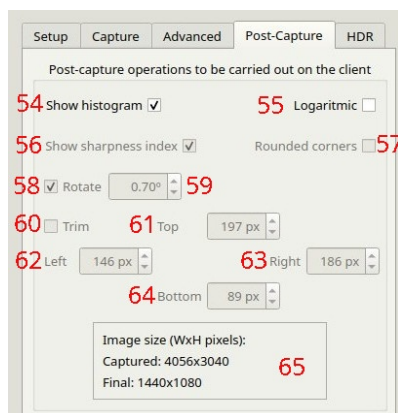 Setup Capture Advanced Post-Capture HDR
Post-capture operations to be carried out on the client
54 Show histogram 55 Logaritmic
56 Show sharpness index Rounded corners 57
58 Rotate 0.70º 59
60 Trim 61 Top 197 px
62 Left 146 px 63 Right 186 px
64 Bottom 89 px
Image size (WxH pixels):
Captured: 4056x3040 65
Final: 1440x1080